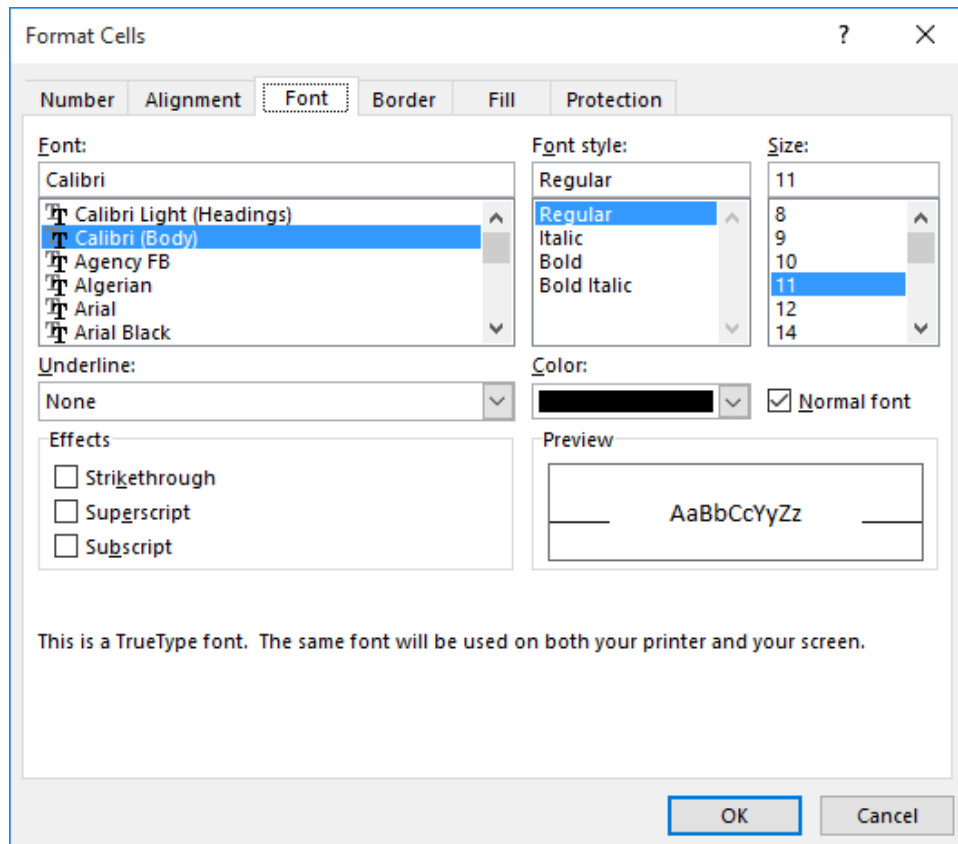 Format Cells ?
Number Alignment Font Border Fill Protection
Font: Font style: Size:
Calibri Regular 11
Calibri Light (Headings) Regular 8
Calibri (Body) Italic 9
Agency FB Bold 10
Algerian Bold Italic 11
Arial 12
Arial Black 14
Underline: Color:
None Normal font
Effects Preview
Strikethrough
Superscript AaBbCcYyZz
Subscript
This is a TrueType font.  The same font will be used on both your printer and your screen.
OK Cancel